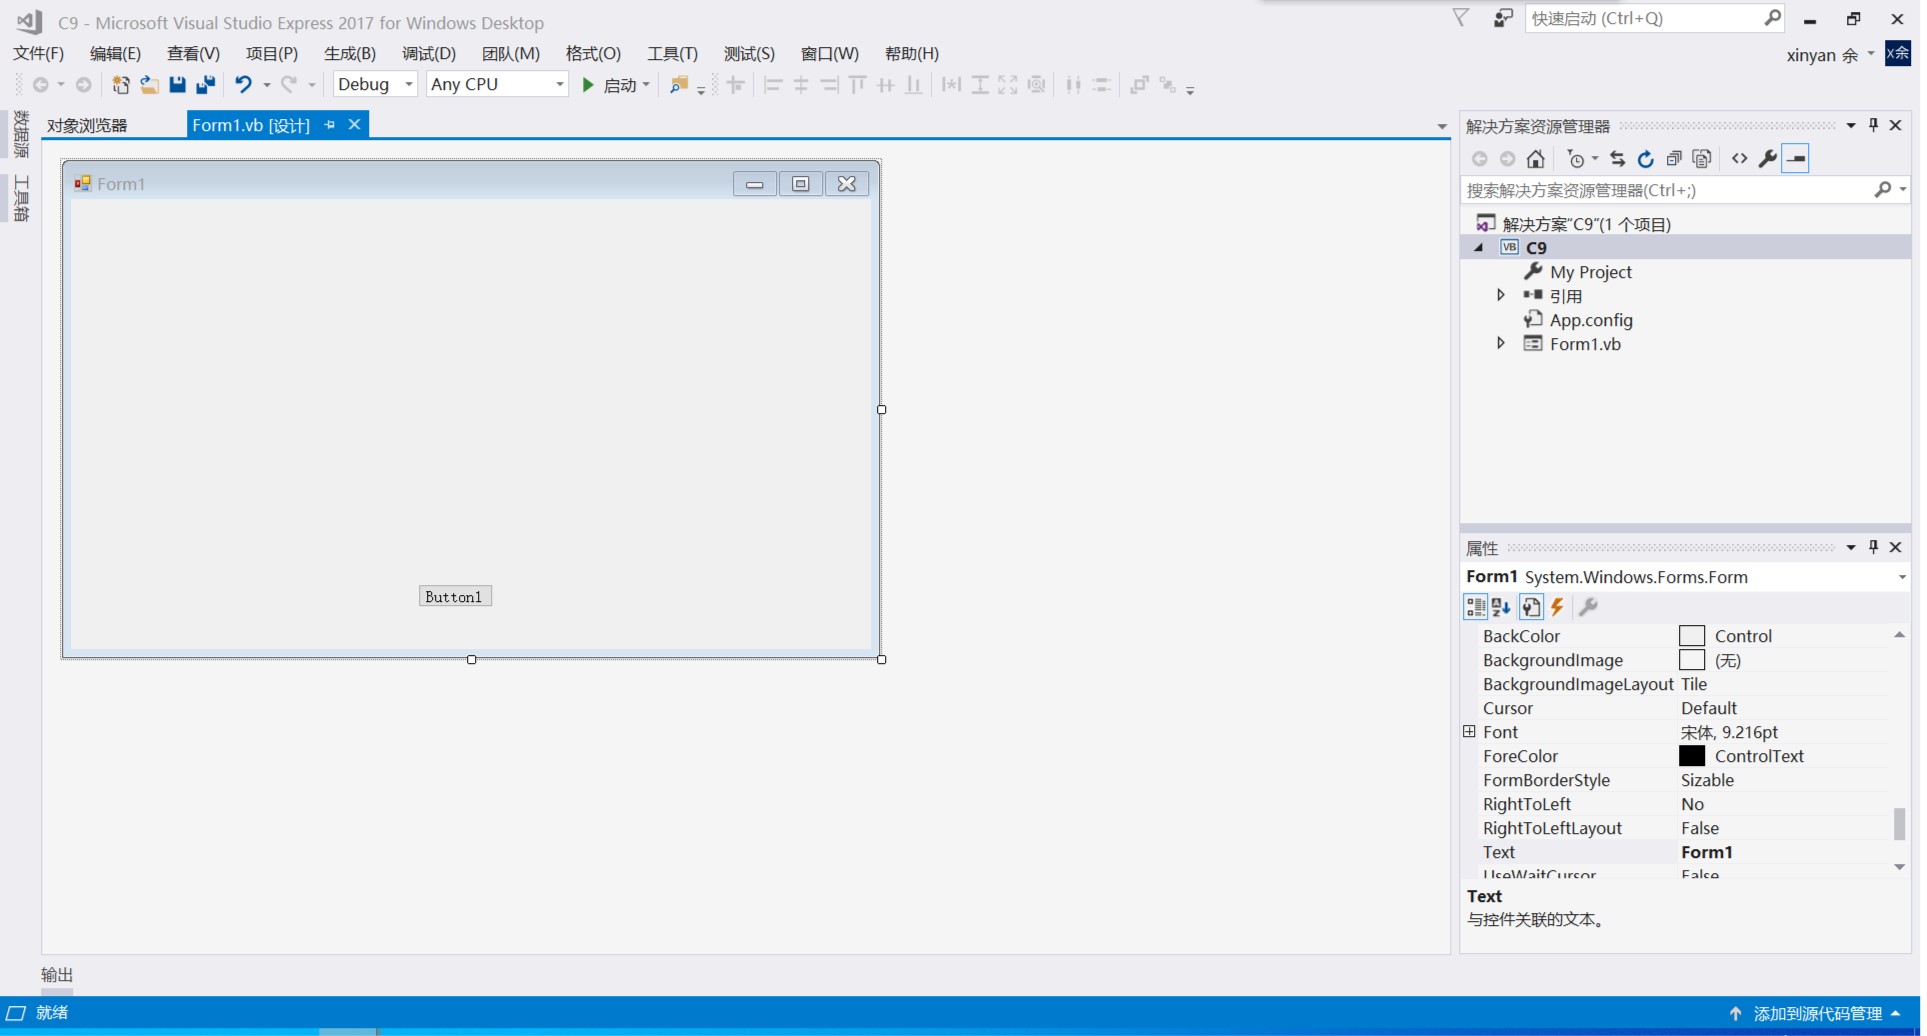 C9 - Microsoft Visual Studio Express 2017 for Windows Desktop
快速启动 (Ctrl+Q)
文件(F) 编辑(E) 查看(V) 项目(P) 生成(B) 调试(D) 团队(M) 格式(O) 工具(T) 测试(S) 窗口(W) 帮助(H)
xinyan 余
X余
Debug Any CPU 启动
数据源
工具箱
对象浏览器 Form1.vb [设计]
Form1
Button1
解决方案资源管理器
搜索解决方案资源管理器(Ctrl+;)
解决方案"C9"(1 个项目)
VB C9
My Project
引用
App.config
Form1.vb
属性
Form1 System.Windows.Forms.Form
BackColor Control
BackgroundImage (无)
BackgroundImageLayout Tile
Cursor Default
Font 宋体, 9.216pt
ForeColor ControlText
FormBorderStyle Sizable
RightToLeft No
RightToLeftLayout False
Text Form1
UseWaitCursor False
Text
与控件关联的文本。
输出
就绪
添加到源代码管理